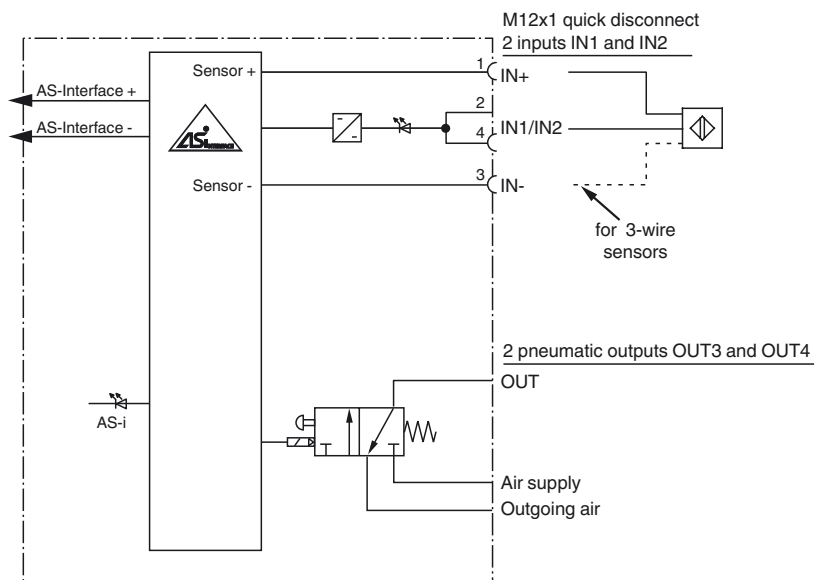 M12x1 quick disconnect
2 inputs IN1 and IN2
Sensor +
1
IN+
AS-Interface +
2
AS-Interface -
ASi
INTERFACE
IN1/IN2
4
Sensor -
3
IN-
for 3-wire
sensors
2 pneumatic outputs OUT3 and OUT4
OUT
AS-i
Air supply
Outgoing air